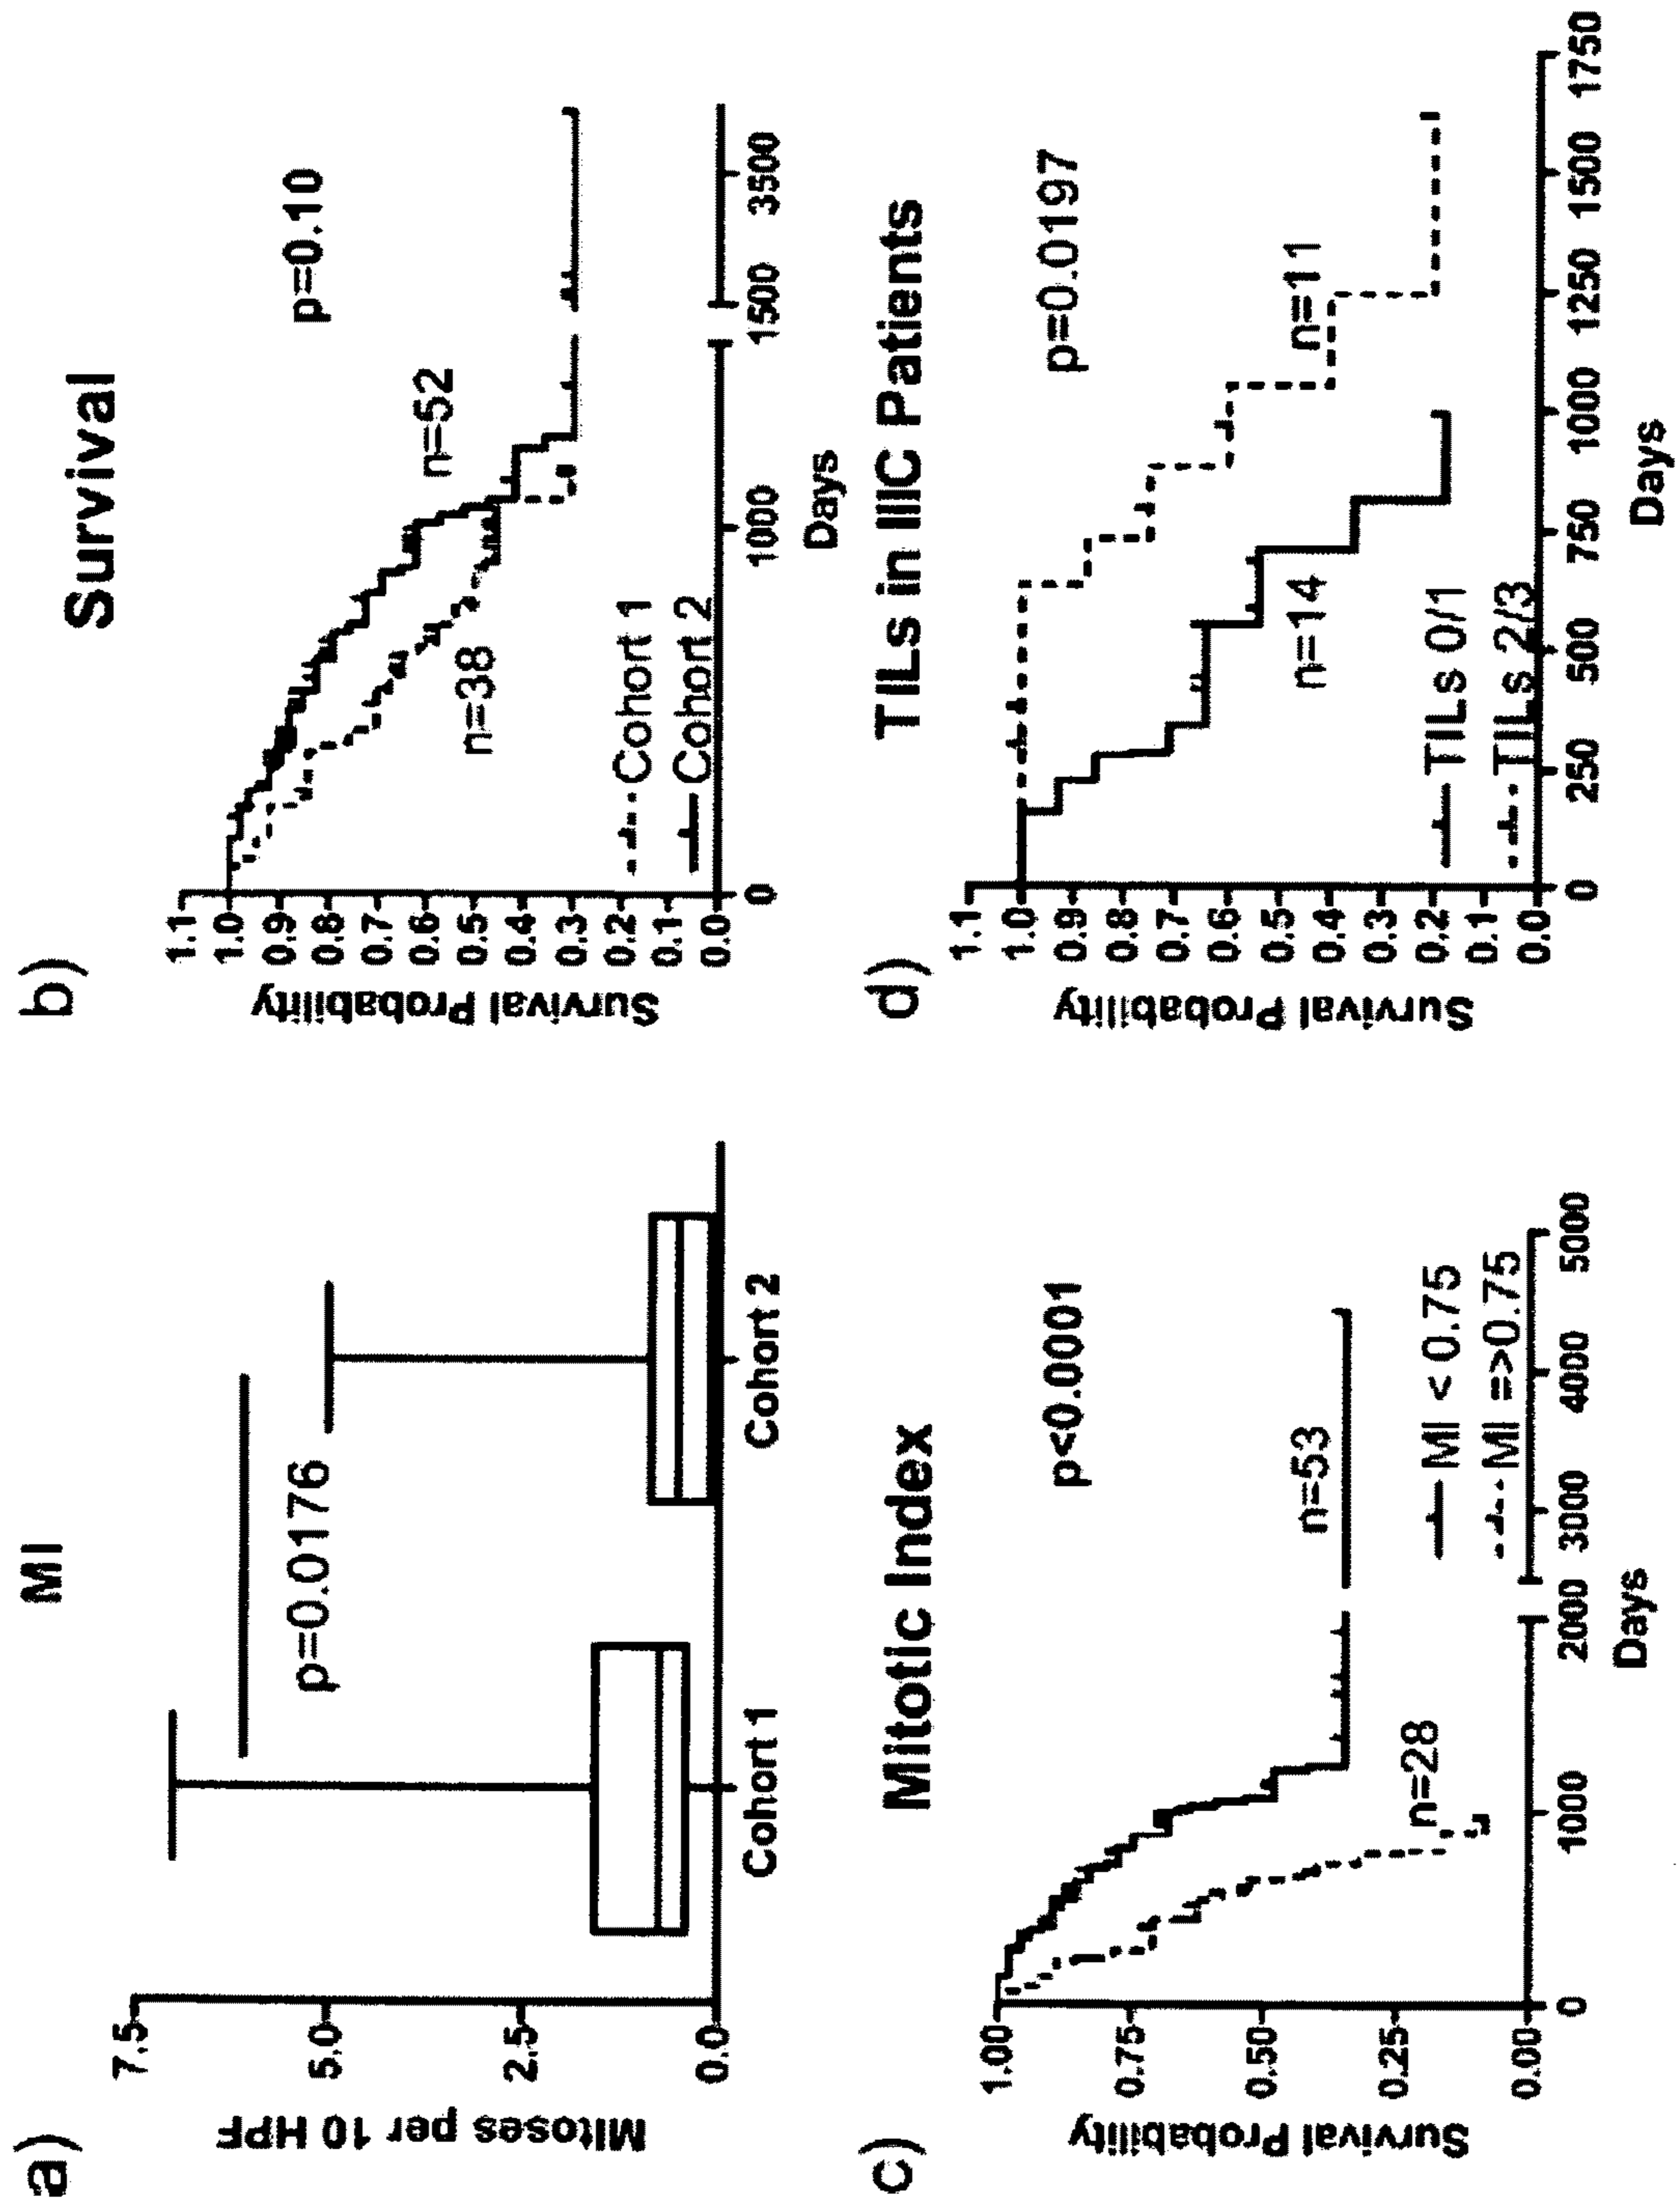 a)
MI
7.5
5.0
2.5
0.0
Mitoses per 10 HPF
p=0.0176
Cohort 1
Cohort 2
b)
Survival
1.1
1.0
0.9
0.8
0.7
0.6
0.5
0.4
0.3
0.2
0.1
0.0
Survival Probability
p=0.10
n=52
n=38
Cohort 1
Cohort 2
0
1000
1500
3500
Days
c)
Mitotic Index
1.00
0.75
0.50
0.25
0.00
Survival Probability
p<0.0001
n=53
n=28
MI < 0.75
MI =>0.75
0
1000
2000
3000
4000
5000
Days
d)
TILs in IIIC Patients
1.1
1.0
0.9
0.8
0.7
0.6
0.5
0.4
0.3
0.2
0.1
0.0
Survival Probability
p=0.0197
n=11
n=14
TILs 0/1
TILs 2/3
0
250
500
750
1000
1250
1500
1750
Days